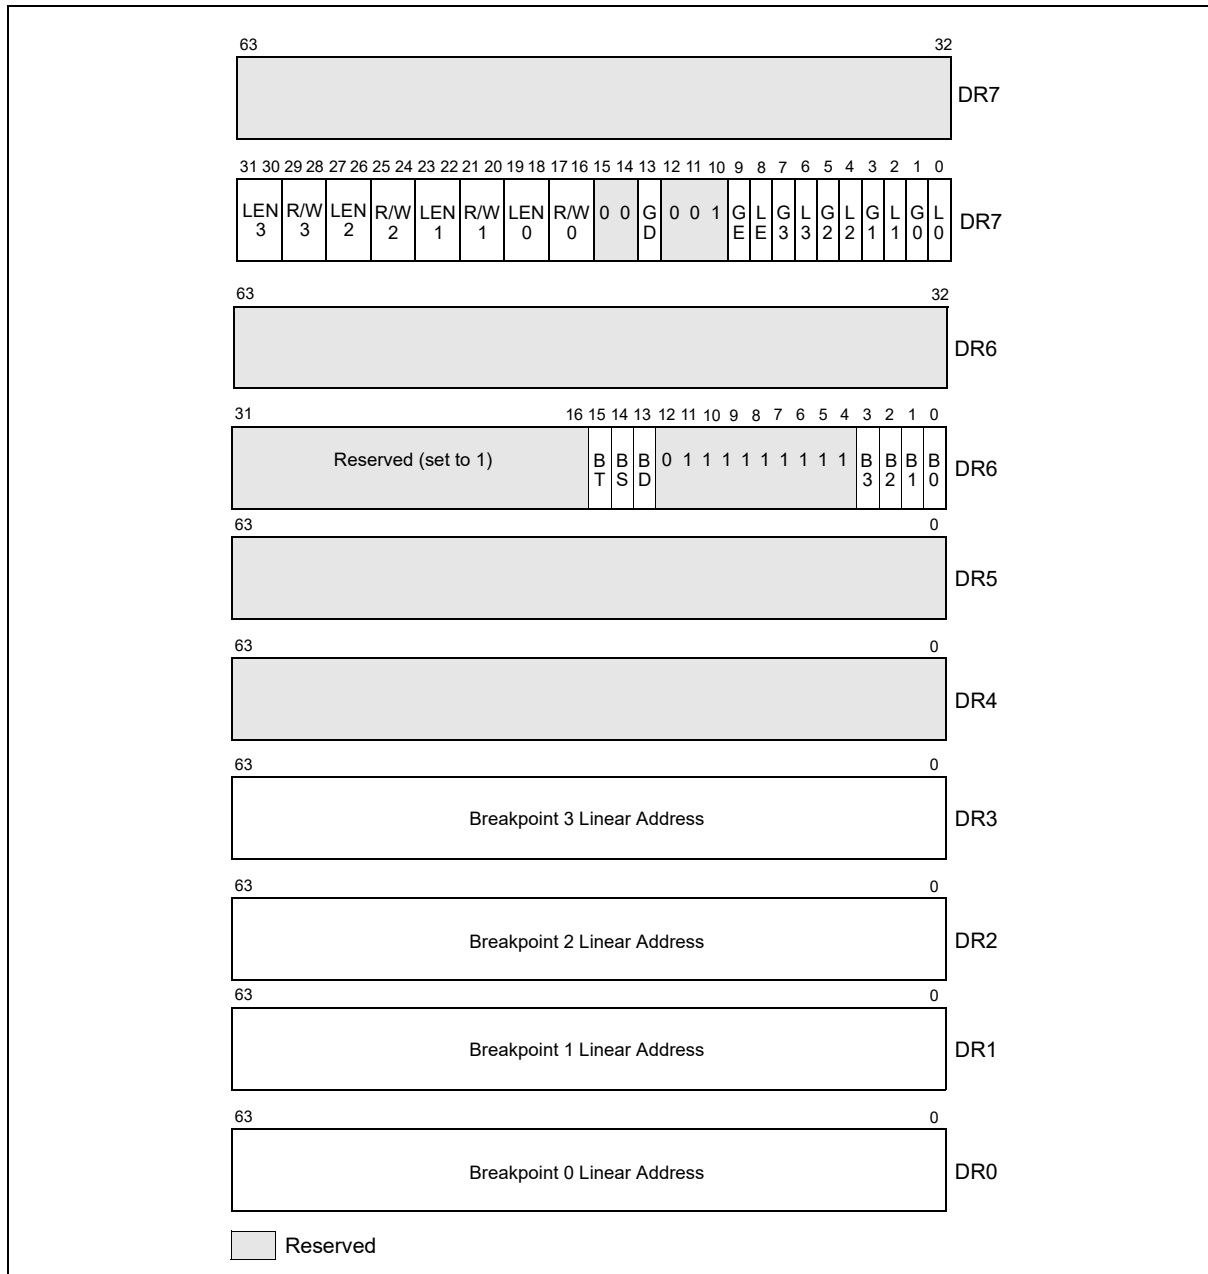 63 32
DR7
31 30 29 28 27 26 25 24 23 22 21 20 19 18 17 16 15 14 13 12 11 10 9 8 7 6 5 4 3 2 1 0
LEN 3 R/W 3 LEN 2 R/W 2 LEN 1 R/W 1 LEN 0 R/W 0 0 0 G D 0 0 1 G E L E G 3 L 3 G 2 L 2 G 1 L 1 G 0 L 0 DR7
63 32
DR6
31 16 15 14 13 12 11 10 9 8 7 6 5 4 3 2 1 0
Reserved (set to 1) B T B S B D 0 1 1 1 1 1 1 1 1 B 3 B 2 B 1 B 0 DR6
63 0
DR5
63 0
DR4
63 0
Breakpoint 3 Linear Address DR3
63 0
Breakpoint 2 Linear Address DR2
63 0
Breakpoint 1 Linear Address DR1
63 0
Breakpoint 0 Linear Address DR0
Reserved